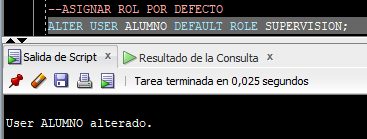 --ASIGNAR ROL POR DEFECTO
ALTER USER ALUMNO DEFAULT ROLE SUPERVISION;
Salida de Script x
Resultado de la Consulta x
Tarea terminada en 0,025 segundos
User ALUMNO alterado.